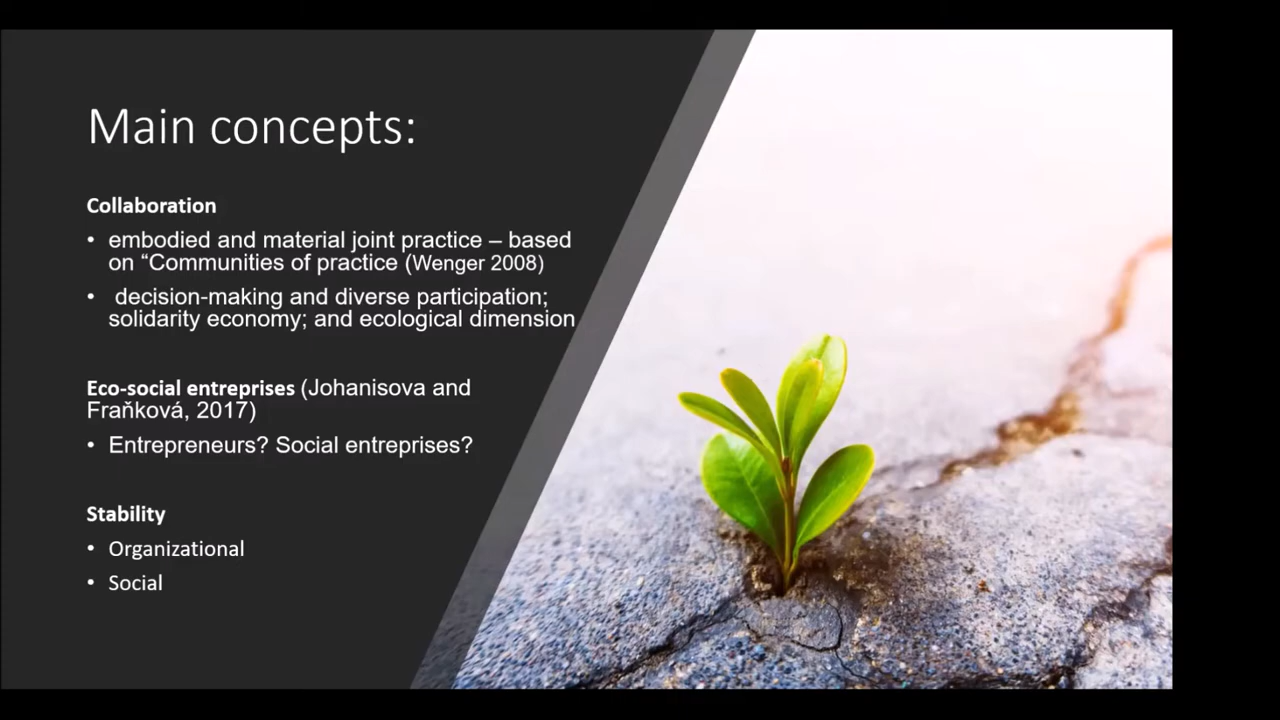 Main concepts:
Collaboration
• embodied and material joint practice – based
on “Communities of practice (Wenger 2008)
• decision-making and diverse participation;
solidarity economy; and ecological dimension
Eco-social entreprises (Johanisova and
Fraňková, 2017)
• Entrepreneurs? Social entreprises?
Stability
• Organizational
• Social